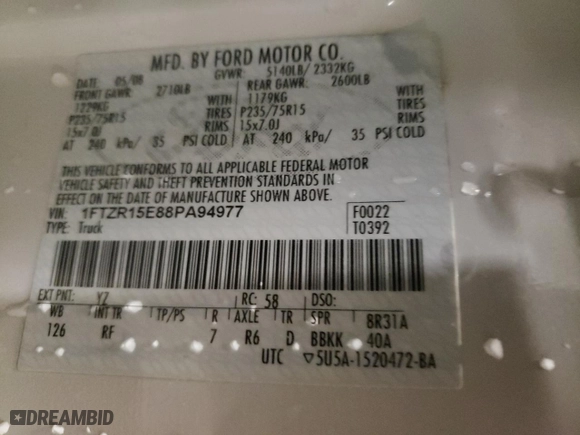 MFD. BY FORD MOTOR CO.
DATE: 05/08 GVWR: 5140LB/ 2332KG
FRONT GAWR: 2710LB REAR GAWR: 2600LB
1229KG WITH 1179KG WITH
P235/75R15 TIRES P235/75R15 TIRES
15x7.0J RIMS 15x7.0J RIMS
AT 240 kPa/ 35 PSI COLD AT 240 kPa/ 35 PSI COLD
THIS VEHICLE CONFORMS TO ALL APPLICABLE FEDERAL MOTOR
VEHICLE SAFETY AND THEFT PREVENTION STANDARDS IN
EFFECT ON THE DATE OF MANUFACTURE SHOWN ABOVE.
VIN: 1FTZR15E88PA94977 F0022
TYPE: Truck T0392
EXT PNT: YZ RC: 58 DSO:
WB INT TR TP/PS R AXLE TR SPR 8R31A
126 RF 7 R6 D BBKK 40A
UTC ▽5U5A-1520472-BA
DREAMBID